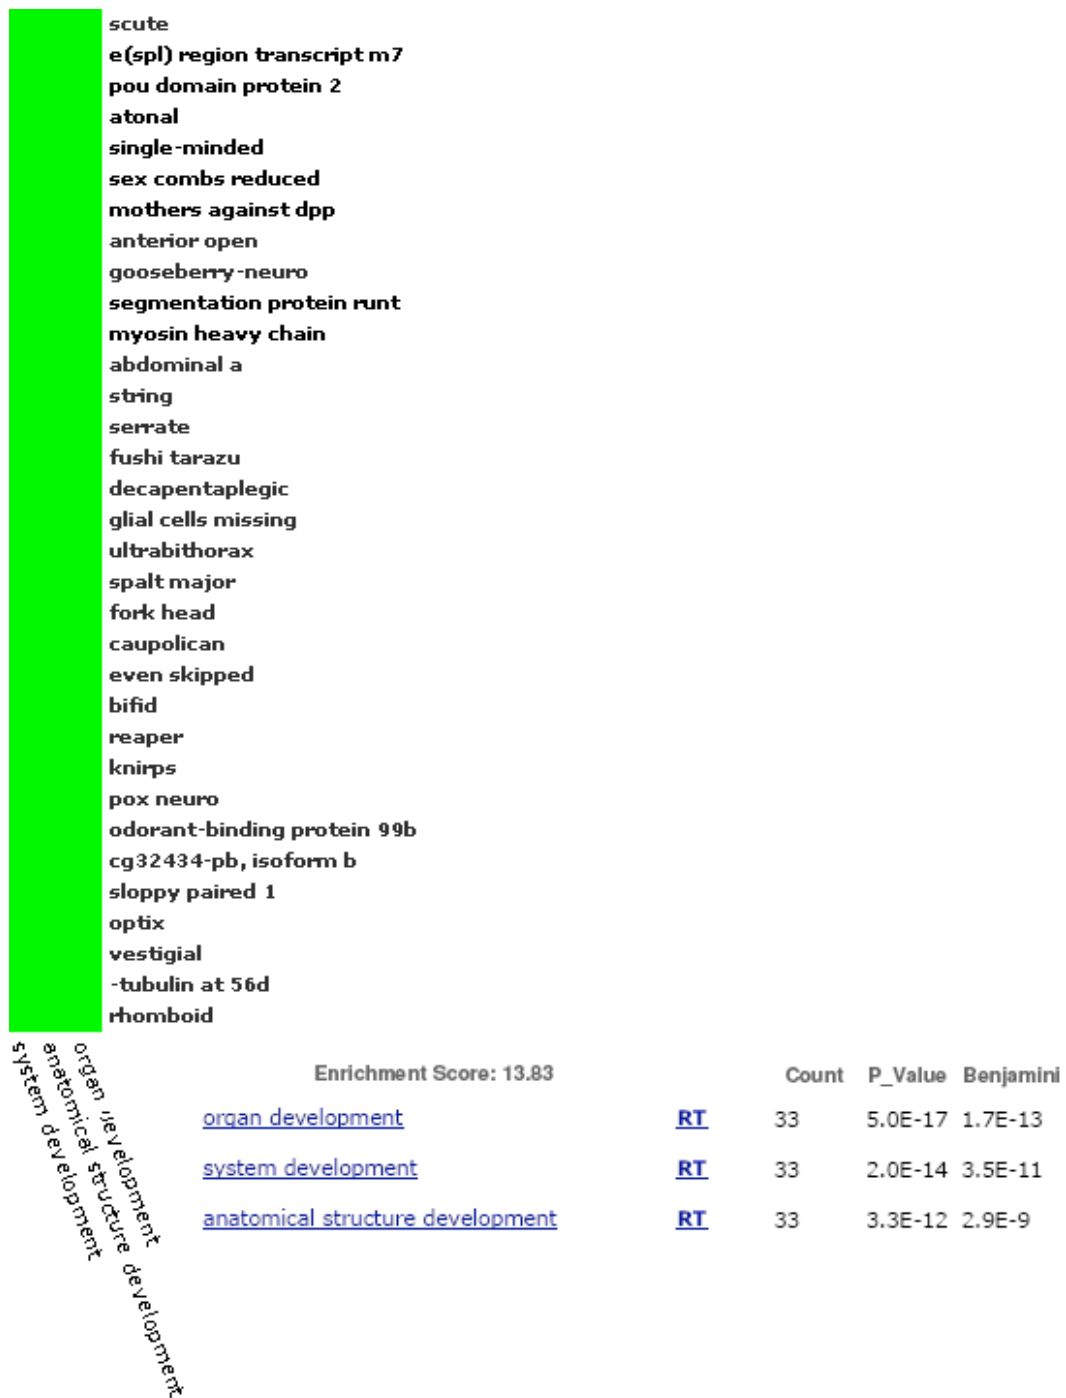 scute
e(spl) region transcript m7
pou domain protein 2
atonal
single-minded
sex combs reduced
mothers against dpp
anterior open
gooseberry-neuro
segmentation protein runt
myosin heavy chain
abdominal a
string
serrate
fushi tarazu
decapentaplegic
glial cells missing
ultrabithorax
spalt major
fork head
caupolican
even skipped
bifid
reaper
knirps
pox neuro
odorant-binding protein 99b
cg32434-pb, isoform b
sloppy paired 1
optix
vestigial
-tubulin at 56d
rhomboid
system development
anatomical structure development
organ development
Enrichment Score: 13.83 Count P_Value Benjamini
organ development RT 33 5.0E-17 1.7E-13
system development RT 33 2.0E-14 3.5E-11
anatomical structure development RT 33 3.3E-12 2.9E-9